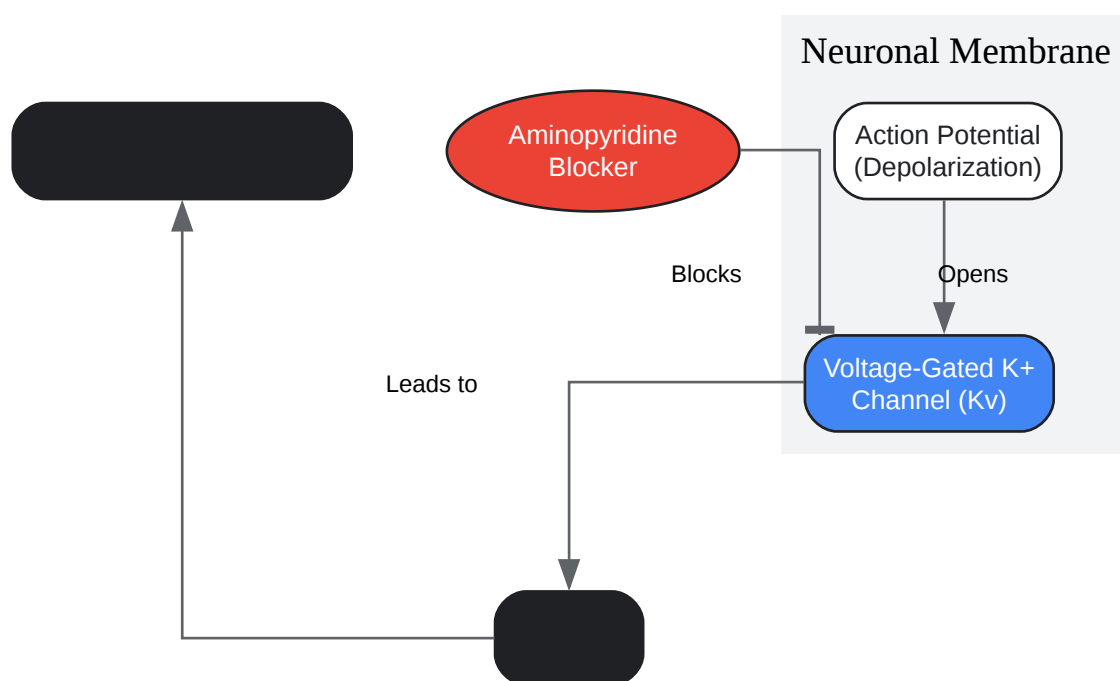 Neuronal Membrane
Aminopyridine
Blocker
Action Potential
(Depolarization)
Blocks
Opens
Voltage-Gated K+
Channel (Kv)
Leads to